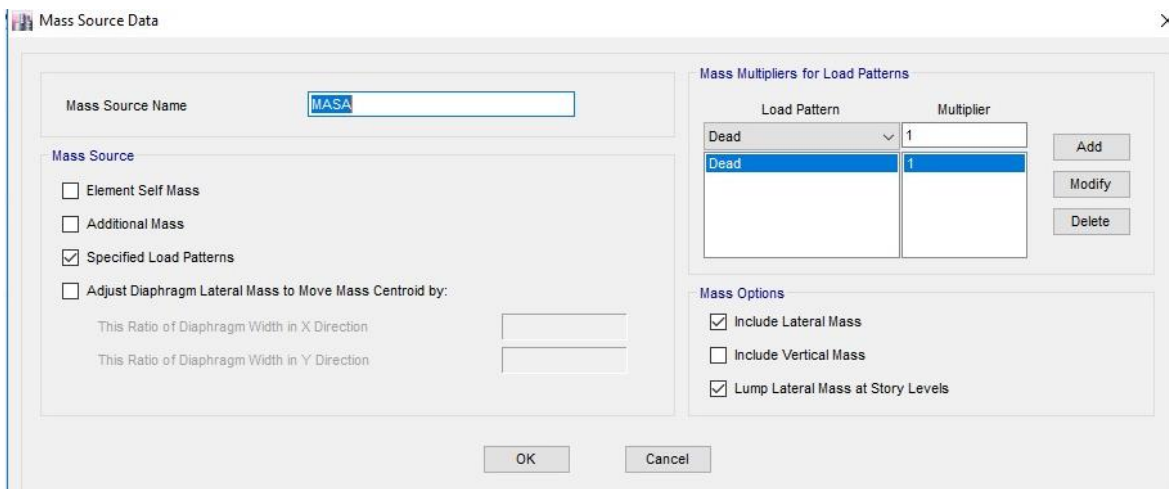 Mass Source Data
Mass Source Name MASA
Mass Source
Element Self Mass
Additional Mass
Specified Load Patterns
Adjust Diaphragm Lateral Mass to Move Mass Centroid by:
This Ratio of Diaphragm Width in X Direction
This Ratio of Diaphragm Width in Y Direction
Mass Multipliers for Load Patterns
Load Pattern Multiplier
Dead 1
Dead 1
Add
Modify
Delete
Mass Options
Include Lateral Mass
Include Vertical Mass
Lump Lateral Mass at Story Levels
OK Cancel